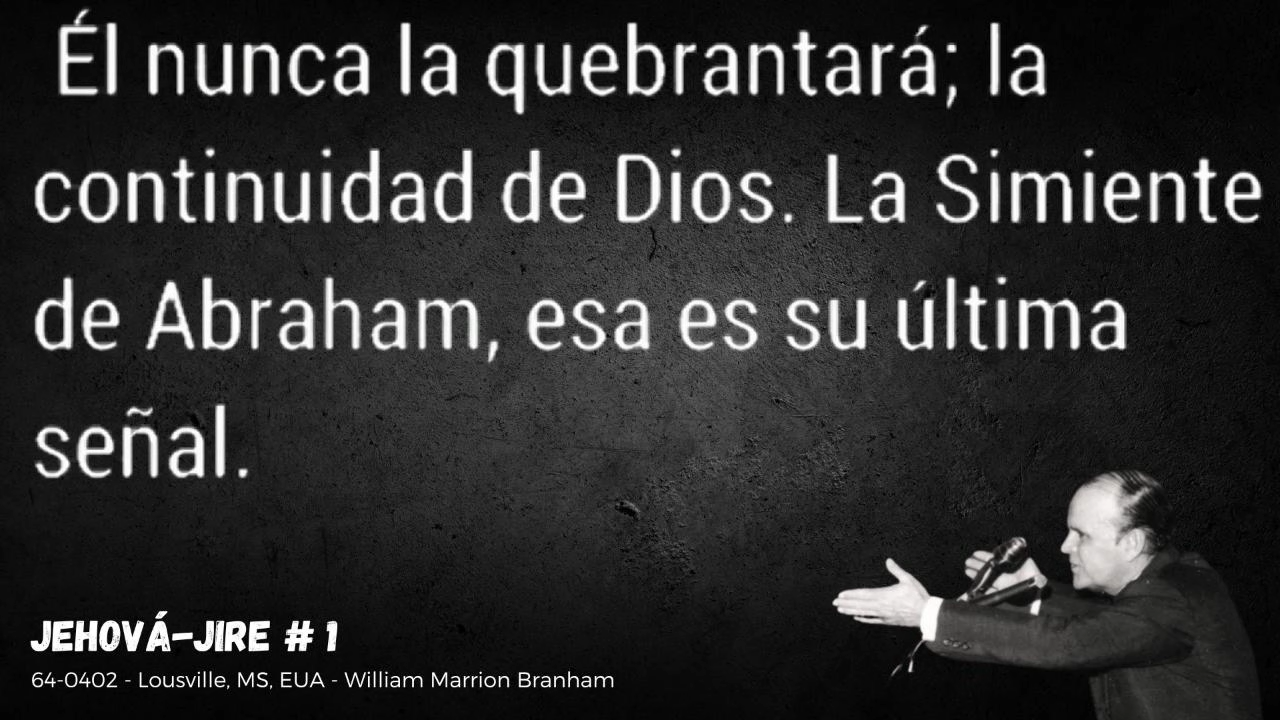 Él nunca la quebrantará; la
continuidad de Dios. La Simiente
de Abraham, esa es su última
señal.
JEHOVÁ-JIRE # 1
64-0402 - Lousville, MS, EUA - William Marrion Branham